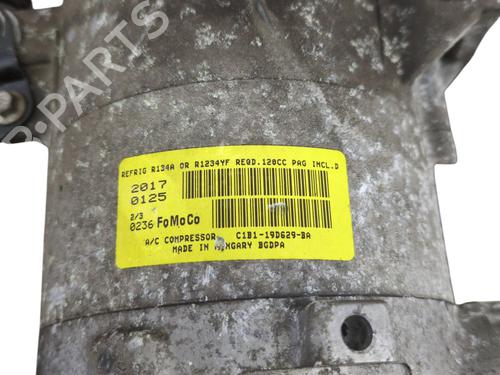 REFRIG R134A OR R1234YF REQD.120CC PAG INCL.D
2017
0125
2/3
0236 FoMoCo
A/C COMPRESSOR C1B1-19D629-BA
MADE IN HUNGARY BGDPA
B-PARTS